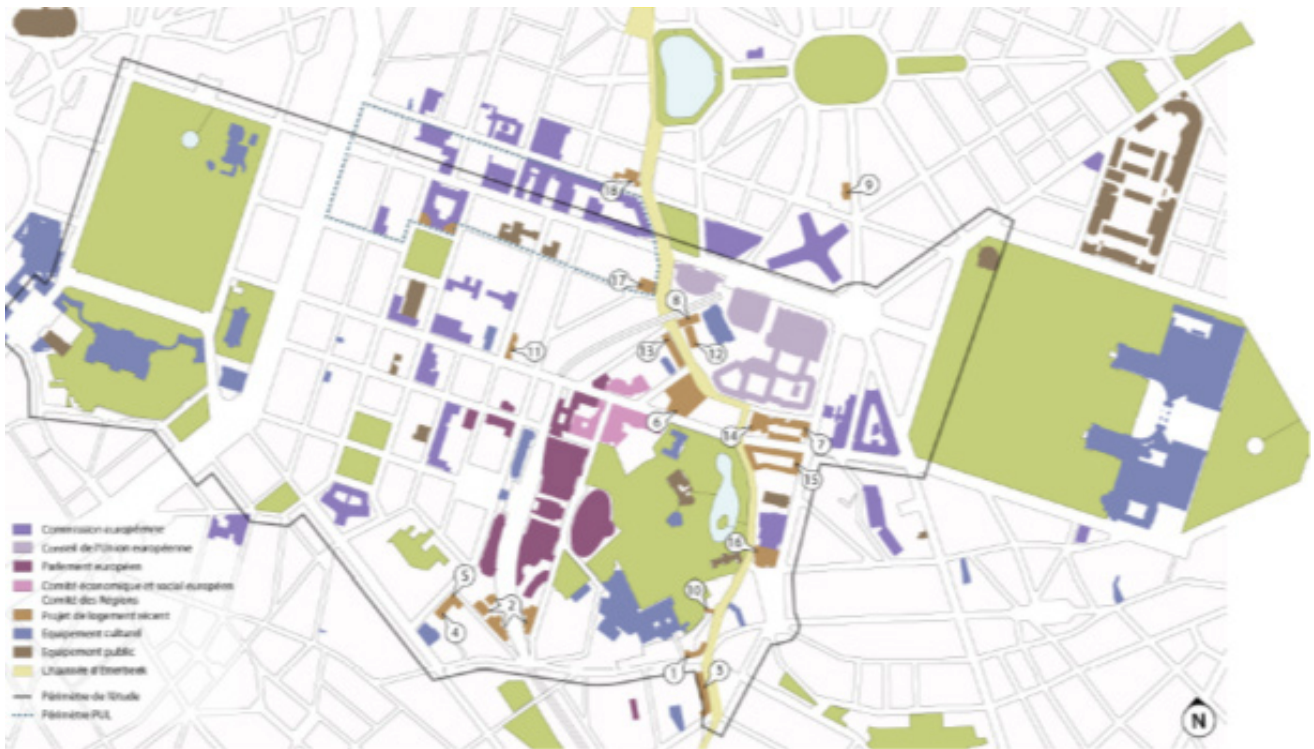 18
9
17
8
11
13
12
6
14
7
15
16
5
2
4
10
1
3
Commission européenne
Conseil de l'Union européenne
Parlement européen
Comité économique et social européen
Comité des Régions
Projet de logement récent
Equipement culturel
Equipement public
Chaussée d'Etterbeek
Périmètre de l'étude
Périmètre PUL
N